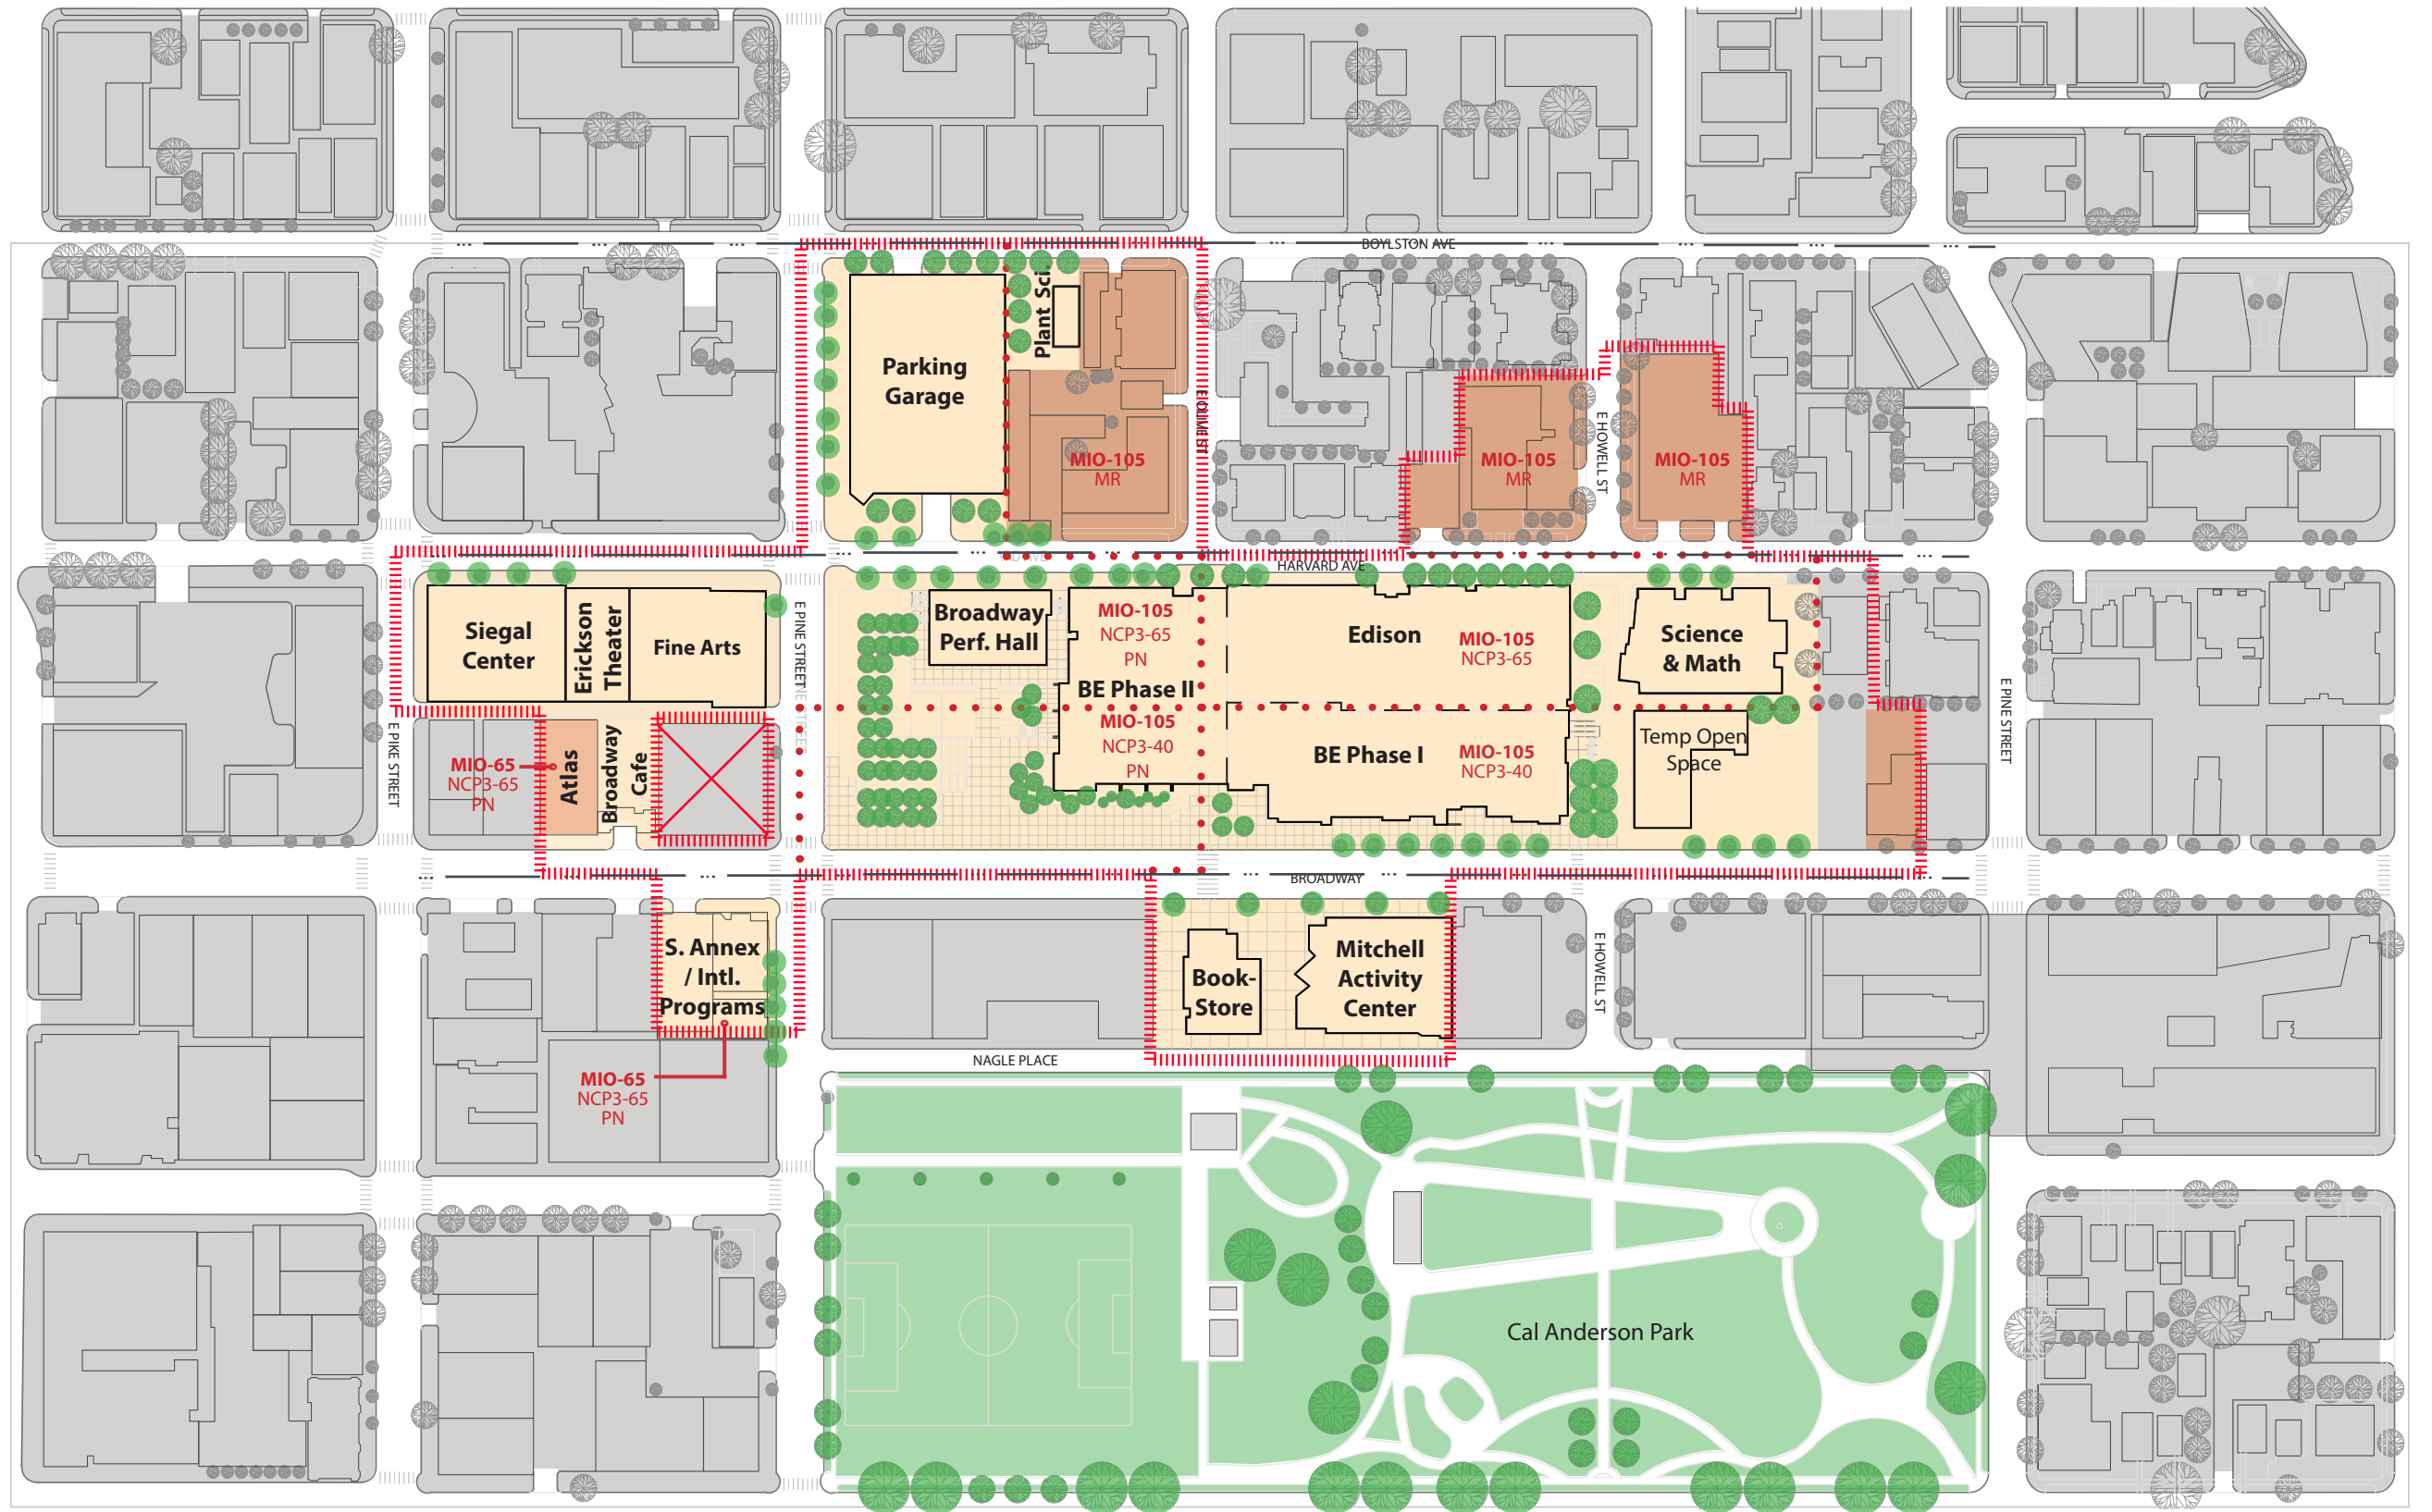 BOYLSTON AVE
Plant Sci.
Parking
Garage
E OLIVE ST
MIO-105
MR
MIO-105
MR
E HOWELL ST
MIO-105
MR
HARVARD AVE
Siegal
Center
Erickson
Theater
Fine Arts
E PINE STREET
Broadway
Perf. Hall
MIO-105
NCP3-65
PN
BE Phase II
MIO-105
NCP3-40
PN
Edison
MIO-105
NCP3-65
BE Phase I
MIO-105
NCP3-40
Science
& Math
Temp Open
Space
E PINE STREET
E PIKE STREET
MIO-65
NCP3-65
PN
Atlas
Broadway
Cafe
BROADWAY
S. Annex
/ Intl.
Programs
Book-
Store
Mitchell
Activity
Center
E HOWELL ST
NAGLE PLACE
MIO-65
NCP3-65
PN
Cal Anderson Park